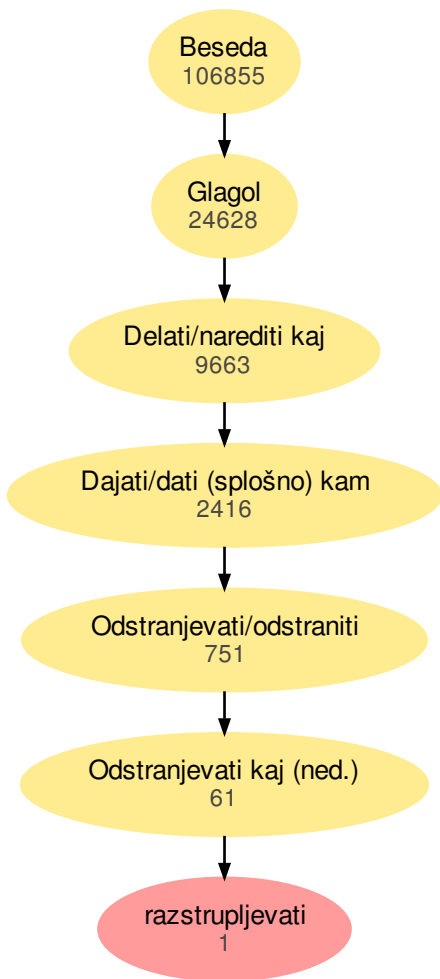 Beseda
106855
Glagol
24628
Delati/narediti kaj
9663
Dajati/dati (splošno) kam
2416
Odstranjevati/odstraniti
751
Odstranjevati kaj (ned.)
61
razstrupljevati
1